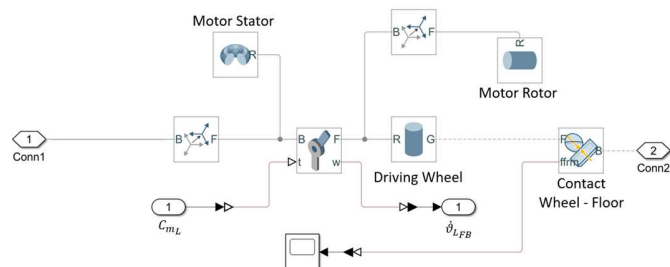 Motor Stator
R
B F
R
Motor Rotor
1
Conn1
B F
B F
t w
R G
Driving Wheel
F B
ffrm
2
Conn2
Contact
Wheel - Floor
1
C_{m_L}
1
\dot{\vartheta}_{L_{FB}}